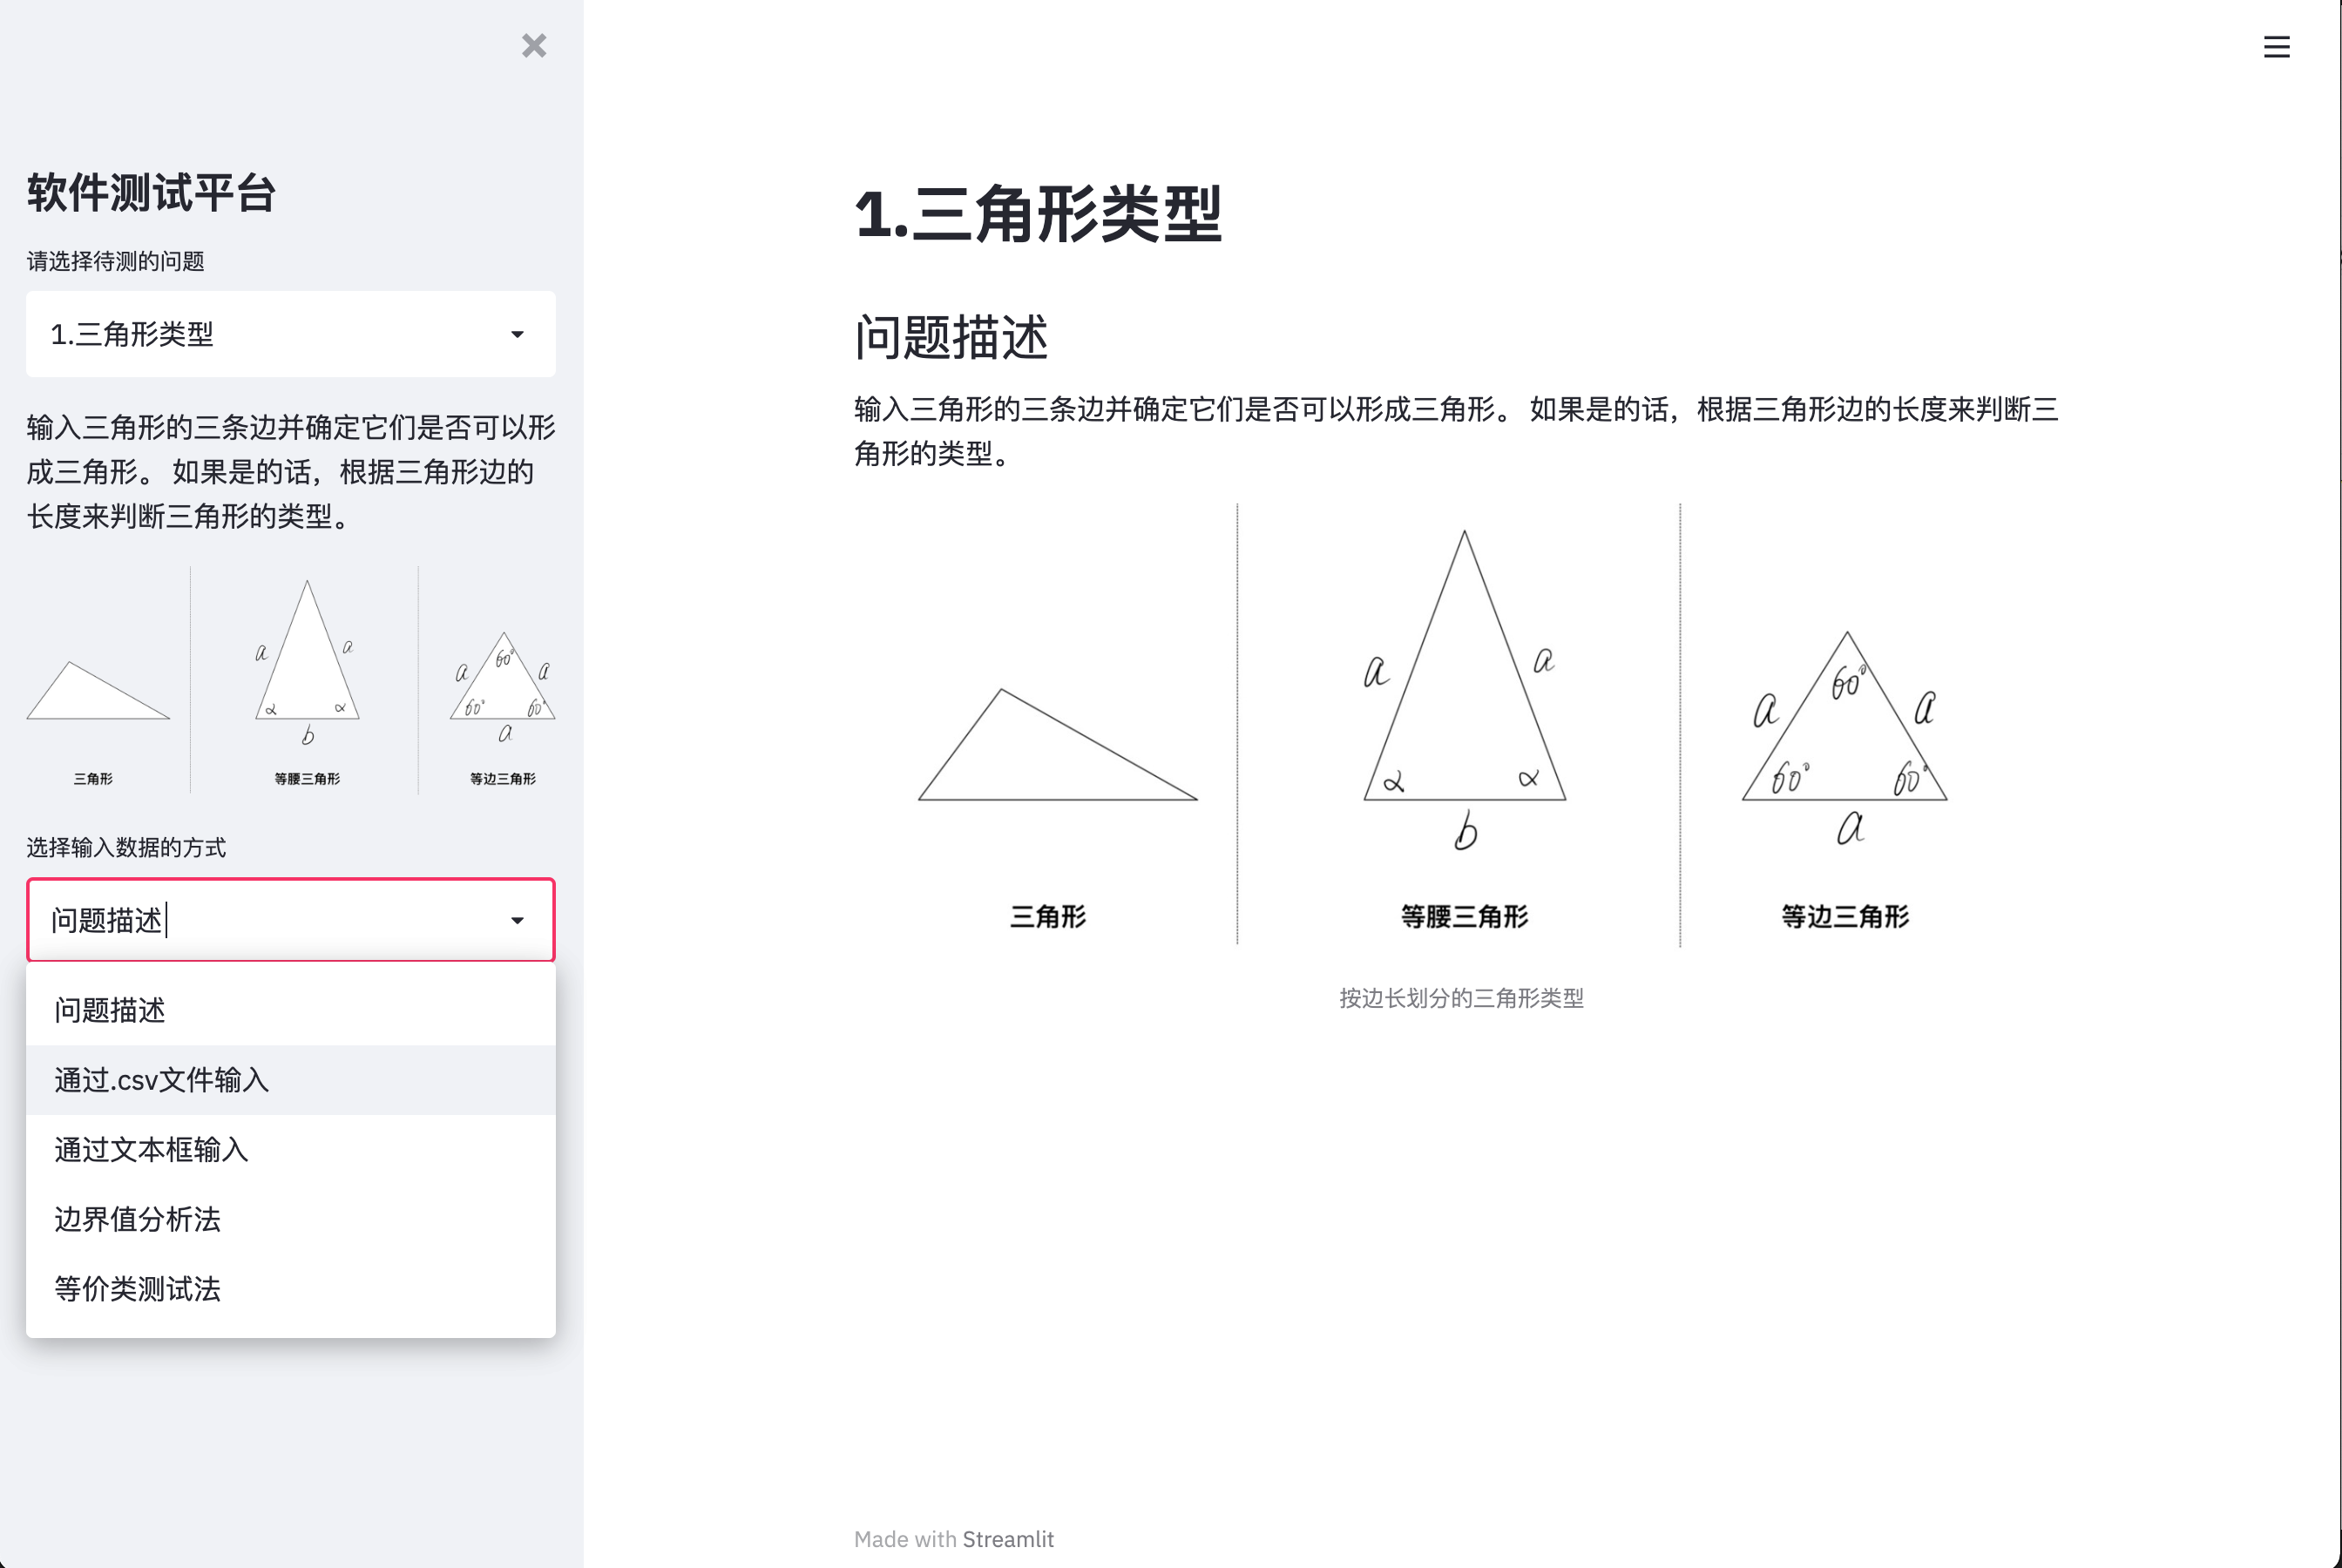 软件测试平台
请选择待测的问题
1.三角形类型
输入三角形的三条边并确定它们是否可以形
成三角形。 如果是的话，根据三角形边的
长度来判断三角形的类型。
a
a
α
α
b
60°
a
a
60°
60°
a
三角形
等腰三角形
等边三角形
选择输入数据的方式
问题描述
问题描述
通过.csv文件输入
通过文本框输入
边界值分析法
等价类测试法
1.三角形类型
问题描述
输入三角形的三条边并确定它们是否可以形成三角形。 如果是的话，根据三角形边的长度来判断三
角形的类型。
a
a
α
α
b
60°
a
a
60°
60°
a
三角形
等腰三角形
等边三角形
按边长划分的三角形类型
Made with Streamlit